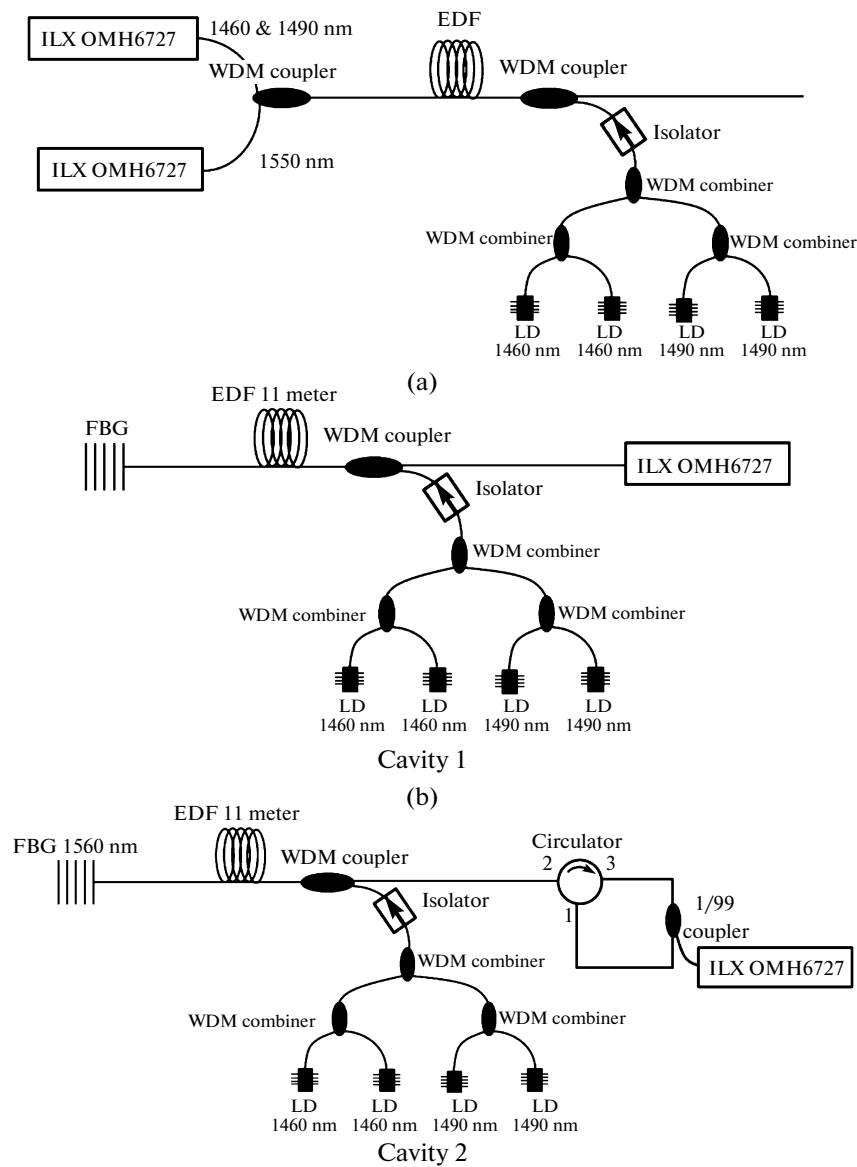 EDF
1460 & 1490 nm
ILX OMH6727
WDM coupler
WDM coupler
Isolator
1550 nm
ILX OMH6727
WDM combiner
WDM combiner
WDM combiner
LD
1460 nm
LD
1460 nm
LD
1490 nm
LD
1490 nm
(a)
EDF 11 meter
FBG
WDM coupler
ILX OMH6727
Isolator
WDM combiner
WDM combiner
WDM combiner
LD
1460 nm
LD
1460 nm
LD
1490 nm
LD
1490 nm
Cavity 1
(b)
EDF 11 meter
FBG 1560 nm
WDM coupler
Circulator
2
3
1
Isolator
1/99
coupler
ILX OMH6727
WDM combiner
WDM combiner
WDM combiner
LD
1460 nm
LD
1460 nm
LD
1490 nm
LD
1490 nm
Cavity 2